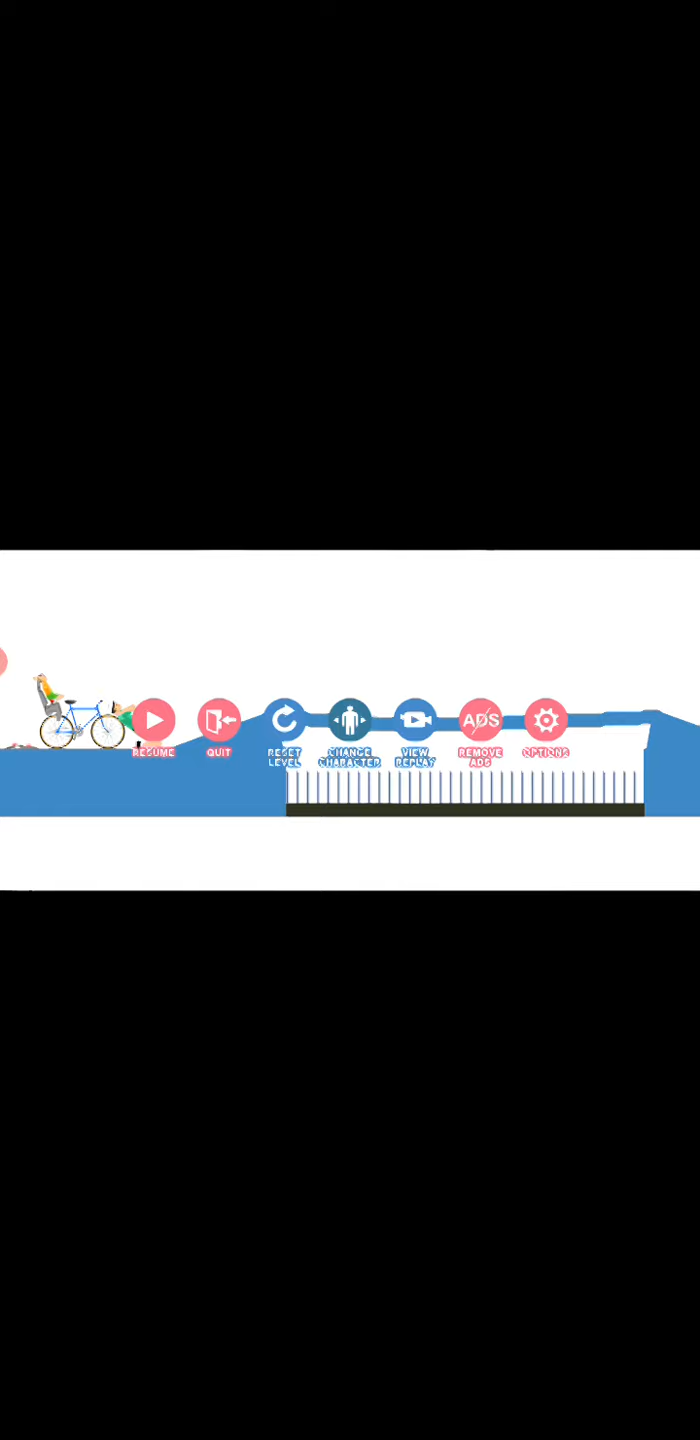 ADS
RESUME
QUIT
RESET
LEVEL
CHANGE
CHARACTER
VIEW
REPLAY
REMOVE
ADS
OPTIONS